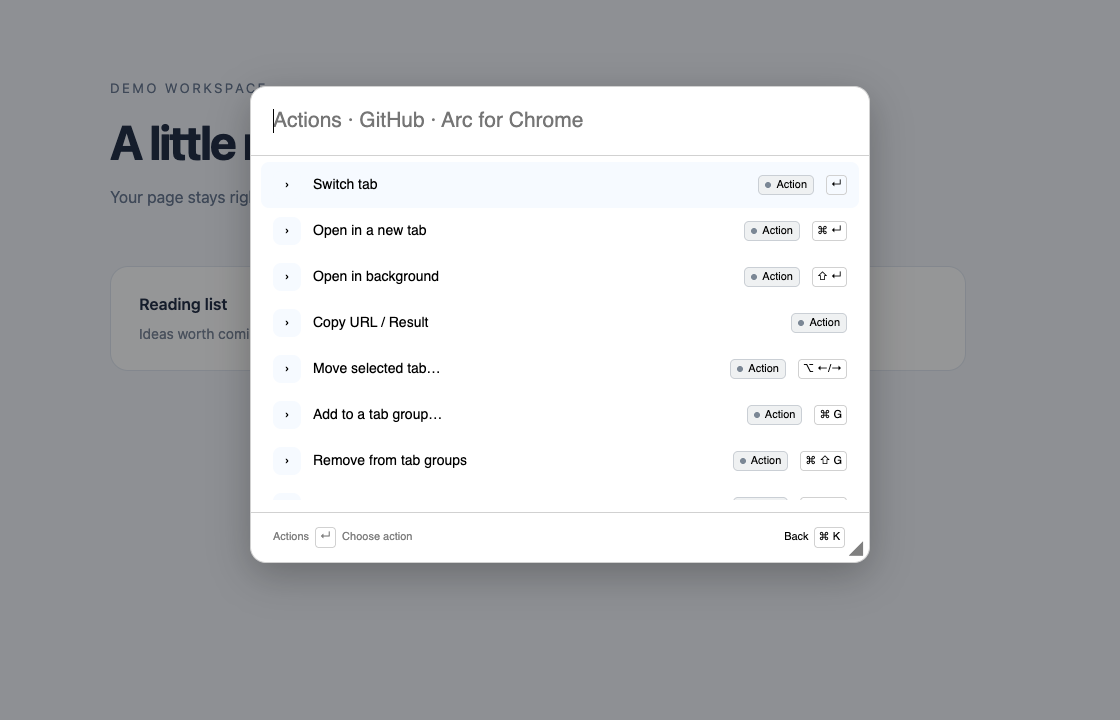 DEMO WORKSPACE
Actions · GitHub · Arc for Chrome
A little
Your page stays
Reading list
Ideas worth
› Switch tab Action ↵
› Open in a new tab Action ⌘ ↵
› Open in background Action ⇧ ↵
› Copy URL / Result Action
› Move selected tab… Action ⌥ ←/→
› Add to a tab group… Action ⌘ G
› Remove from tab groups Action ⌘ ⇧ G
Actions ↵ Choose action Back ⌘ K